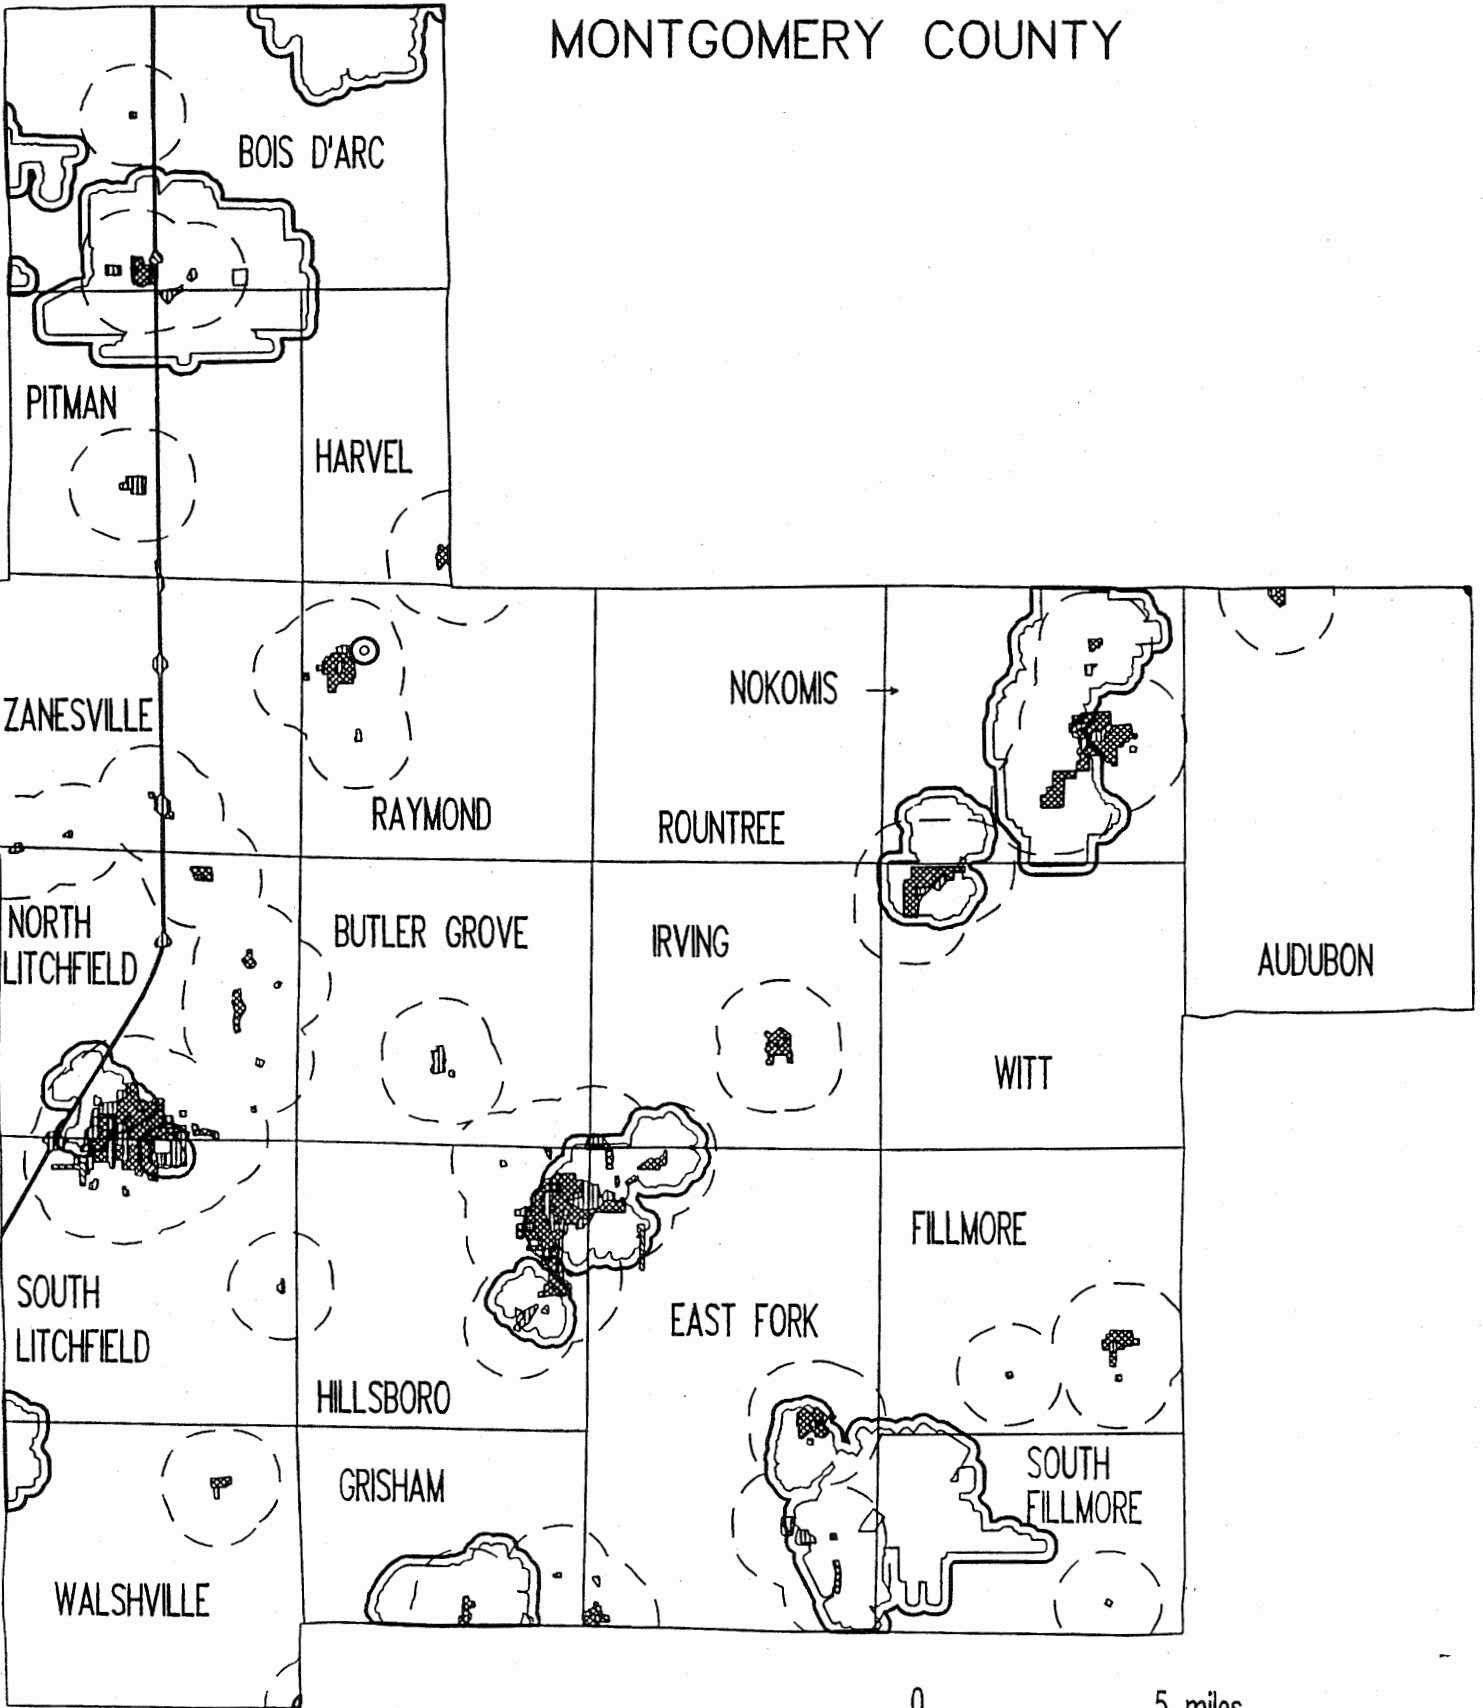 MONTGOMERY COUNTY
BOIS D'ARC
PITMAN
HARVEL
ZANESVILLE
NOKOMIS
RAYMOND
ROUNTREE
NORTH
LITCHFIELD
BUTLER GROVE
IRVING
AUDUBON
WITT
FILLMORE
SOUTH
LITCHFIELD
EAST FORK
HILLSBORO
GRISHAM
SOUTH
FILLMORE
WALSHVILLE
0 5 miles